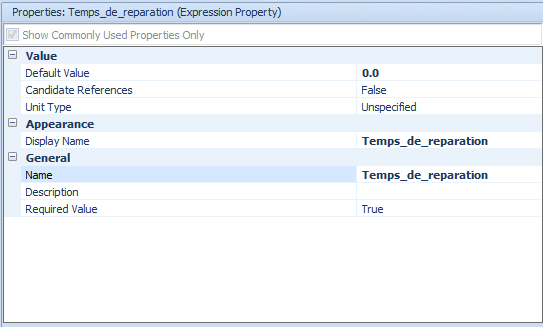 Properties: Temps_de_reparation (Expression Property)
Show Commonly Used Properties Only
Value
Default Value 0.0
Candidate References False
Unit Type Unspecified
Appearance
Display Name Temps_de_reparation
General
Name Temps_de_reparation
Description
Required Value True